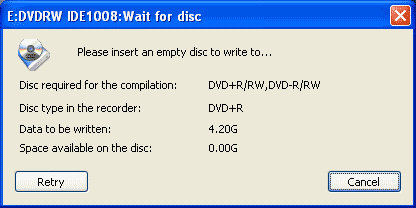 E:DVDRW IDE1008:Wait for disc
Please insert an empty disc to write to...
Disc required for the compilation: DVD+R/RW,DVD-R/RW
Disc type in the recorder: DVD+R
Data to be written: 4.20G
Space available on the disc: 0.00G
Retry Cancel